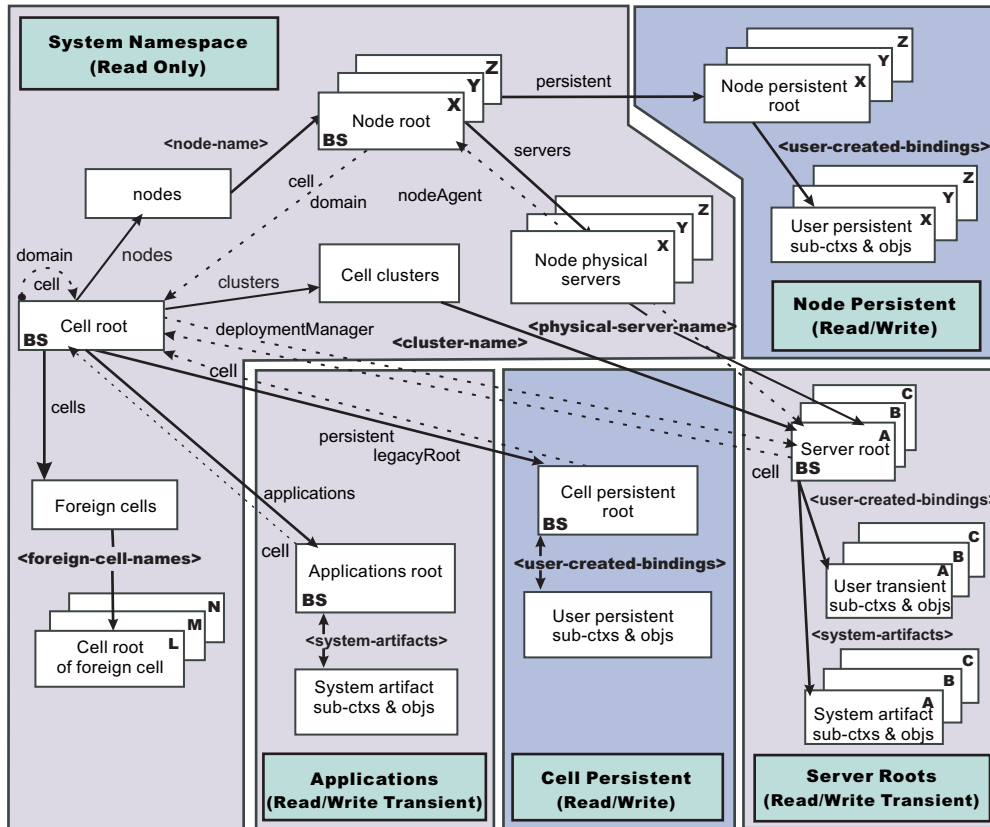 System Namespace
(Read Only)
Z
Y
X
Node root
BS
persistent
Z
Y
X
Node persistent
root
<node-name>
servers
<user-created-bindings>
nodes
cell
domain
nodeAgent
Z
Y
X
User persistent
sub-ctxs & objs
Z
Y
X
Node physical
servers
nodes
domain
cell
clusters
Cell clusters
Cell root
BS
deploymentManager
<physical-server-name>
<cluster-name>
Node Persistent
(Read/Write)
cell
cells
C
B
A
Server root
BS
cell
persistent
legacyRoot
applications
Cell persistent
root
BS
<user-created-bindings>
Foreign cells
<foreign-cell-names>
cell
Applications root
BS
<user-created-bindings>
C
B
A
User transient
sub-ctxs & objs
N
M
L
Cell root
of foreign cell
<system-artifacts>
User persistent
sub-ctxs & objs
<system-artifacts>
C
B
A
System artifact
sub-ctxs & objs
System artifact
sub-ctxs & objs
Applications
(Read/Write Transient)
Cell Persistent
(Read/Write)
Server Roots
(Read/Write Transient)